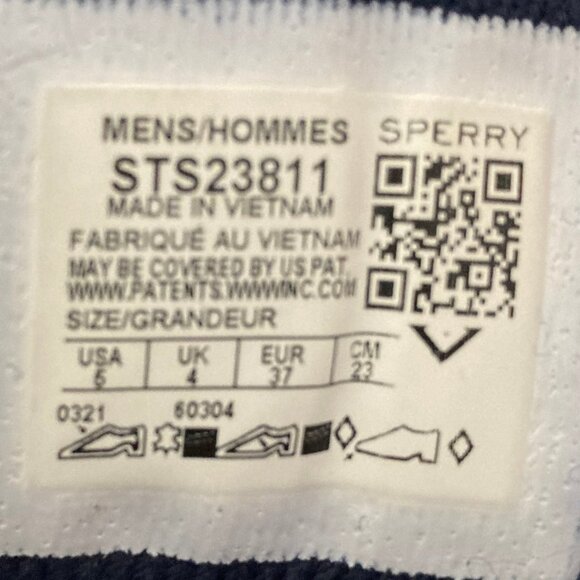 MENS/HOMMES SPERRY
STS23811
MADE IN VIETNAM
FABRIQUÉ AU VIETNAM
MAY BE COVERED BY US PAT.
WWW.PATENTS.WWWINC.COM
SIZE/GRANDEUR
USA UK EUR CM
5 4 37 23
0321 60304